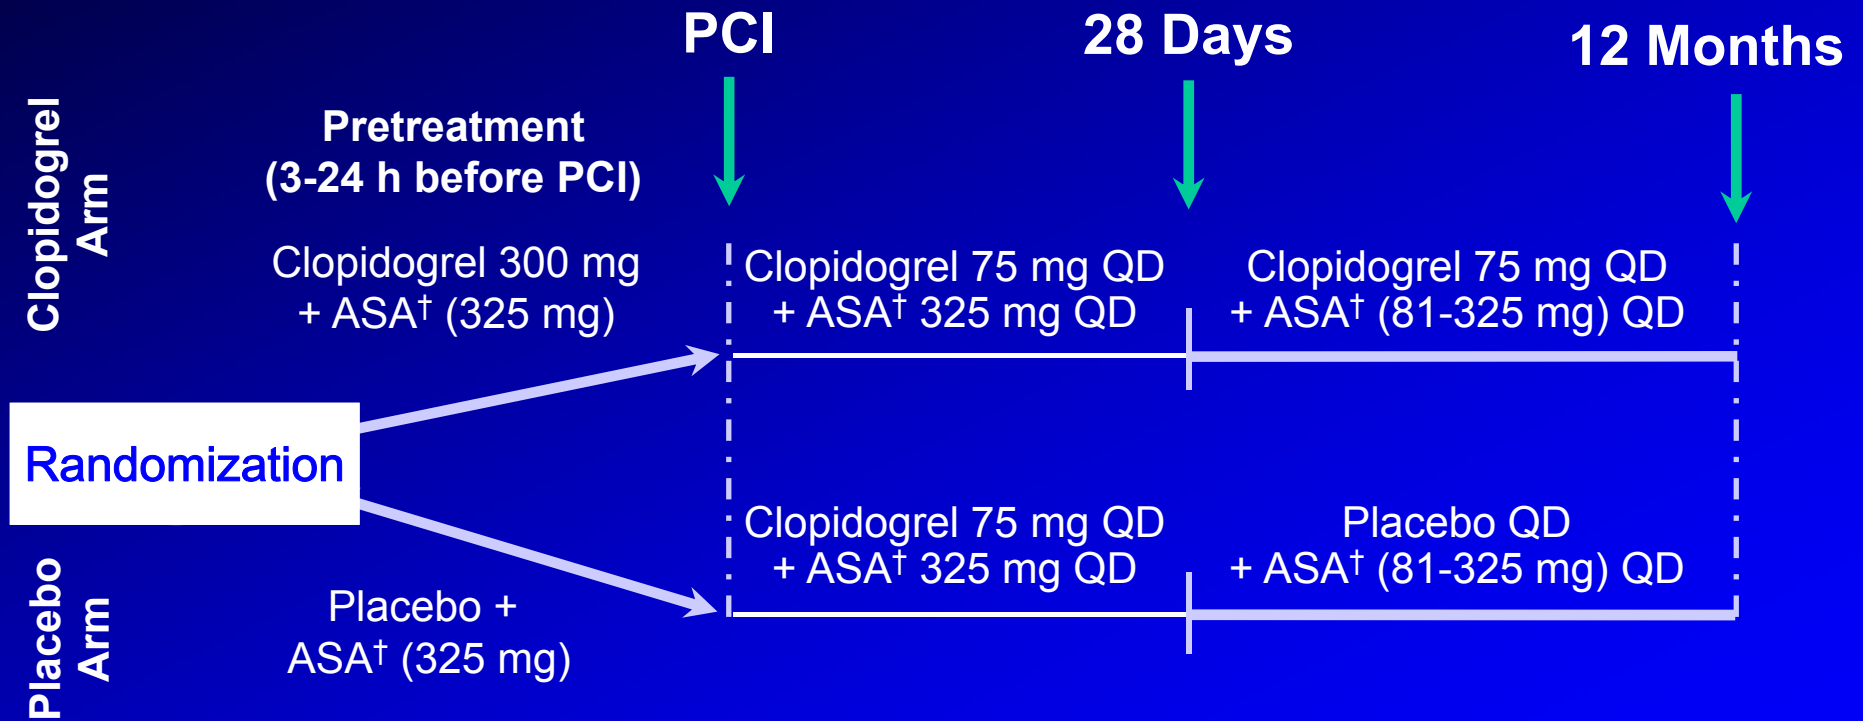 PCI
28 Days
12 Months
Clopidogrel
Arm
Pretreatment
(3-24 h before PCI)
Clopidogrel 300 mg
+ ASA† (325 mg)
Clopidogrel 75 mg QD
+ ASA† 325 mg QD
Clopidogrel 75 mg QD
+ ASA† (81-325 mg) QD
Randomization
Placebo
Arm
Placebo +
ASA† (325 mg)
Clopidogrel 75 mg QD
+ ASA† 325 mg QD
Placebo QD
+ ASA† (81-325 mg) QD